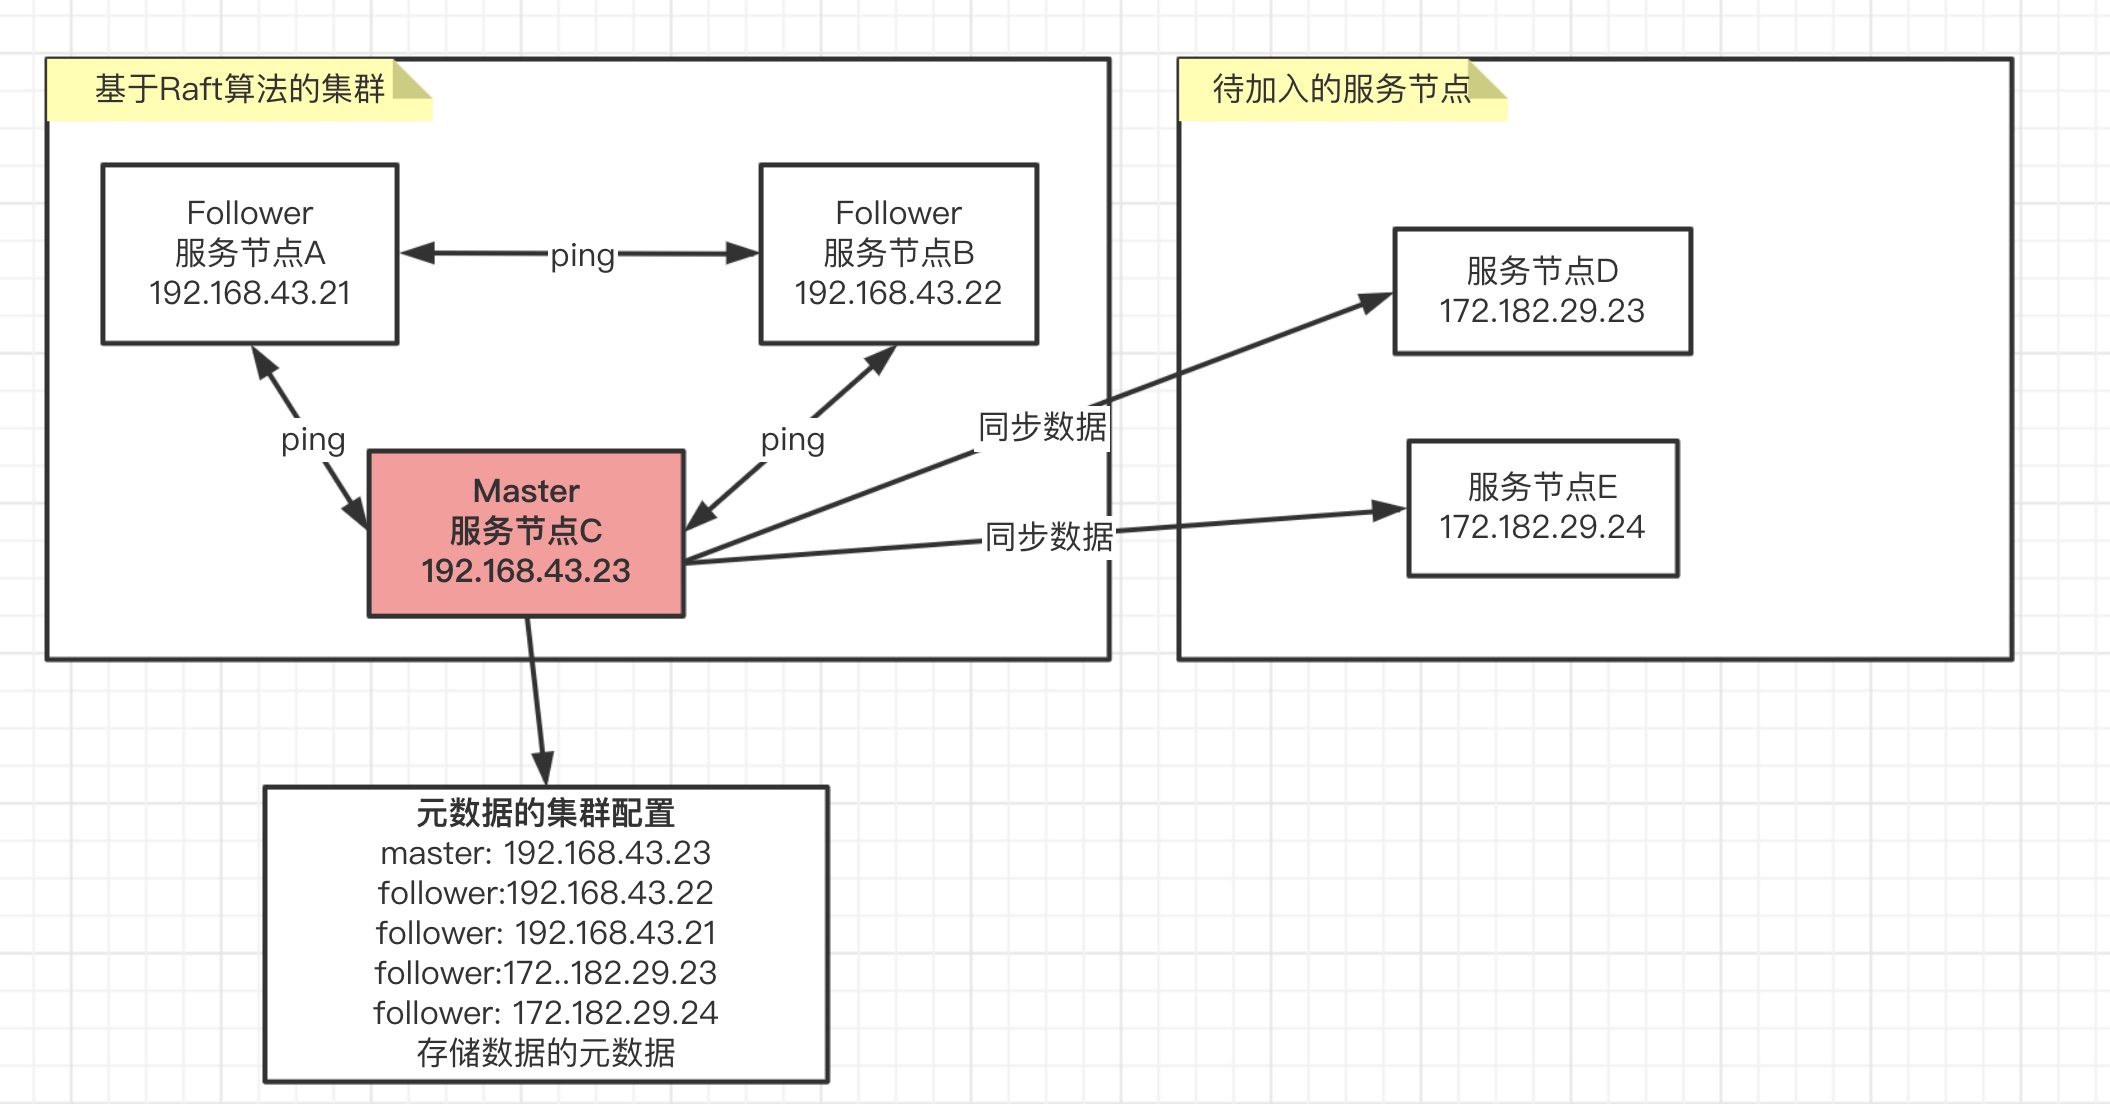 基于Raft算法的集群
待加入的服务节点
Follower
服务节点A
192.168.43.21
ping
Follower
服务节点B
192.168.43.22
服务节点D
172.182.29.23
ping
ping
同步数据
Master
服务节点C
192.168.43.23
同步数据
服务节点E
172.182.29.24
元数据的集群配置
master: 192.168.43.23
follower:192.168.43.22
follower: 192.168.43.21
follower:172..182.29.23
follower: 172.182.29.24
存储数据的元数据